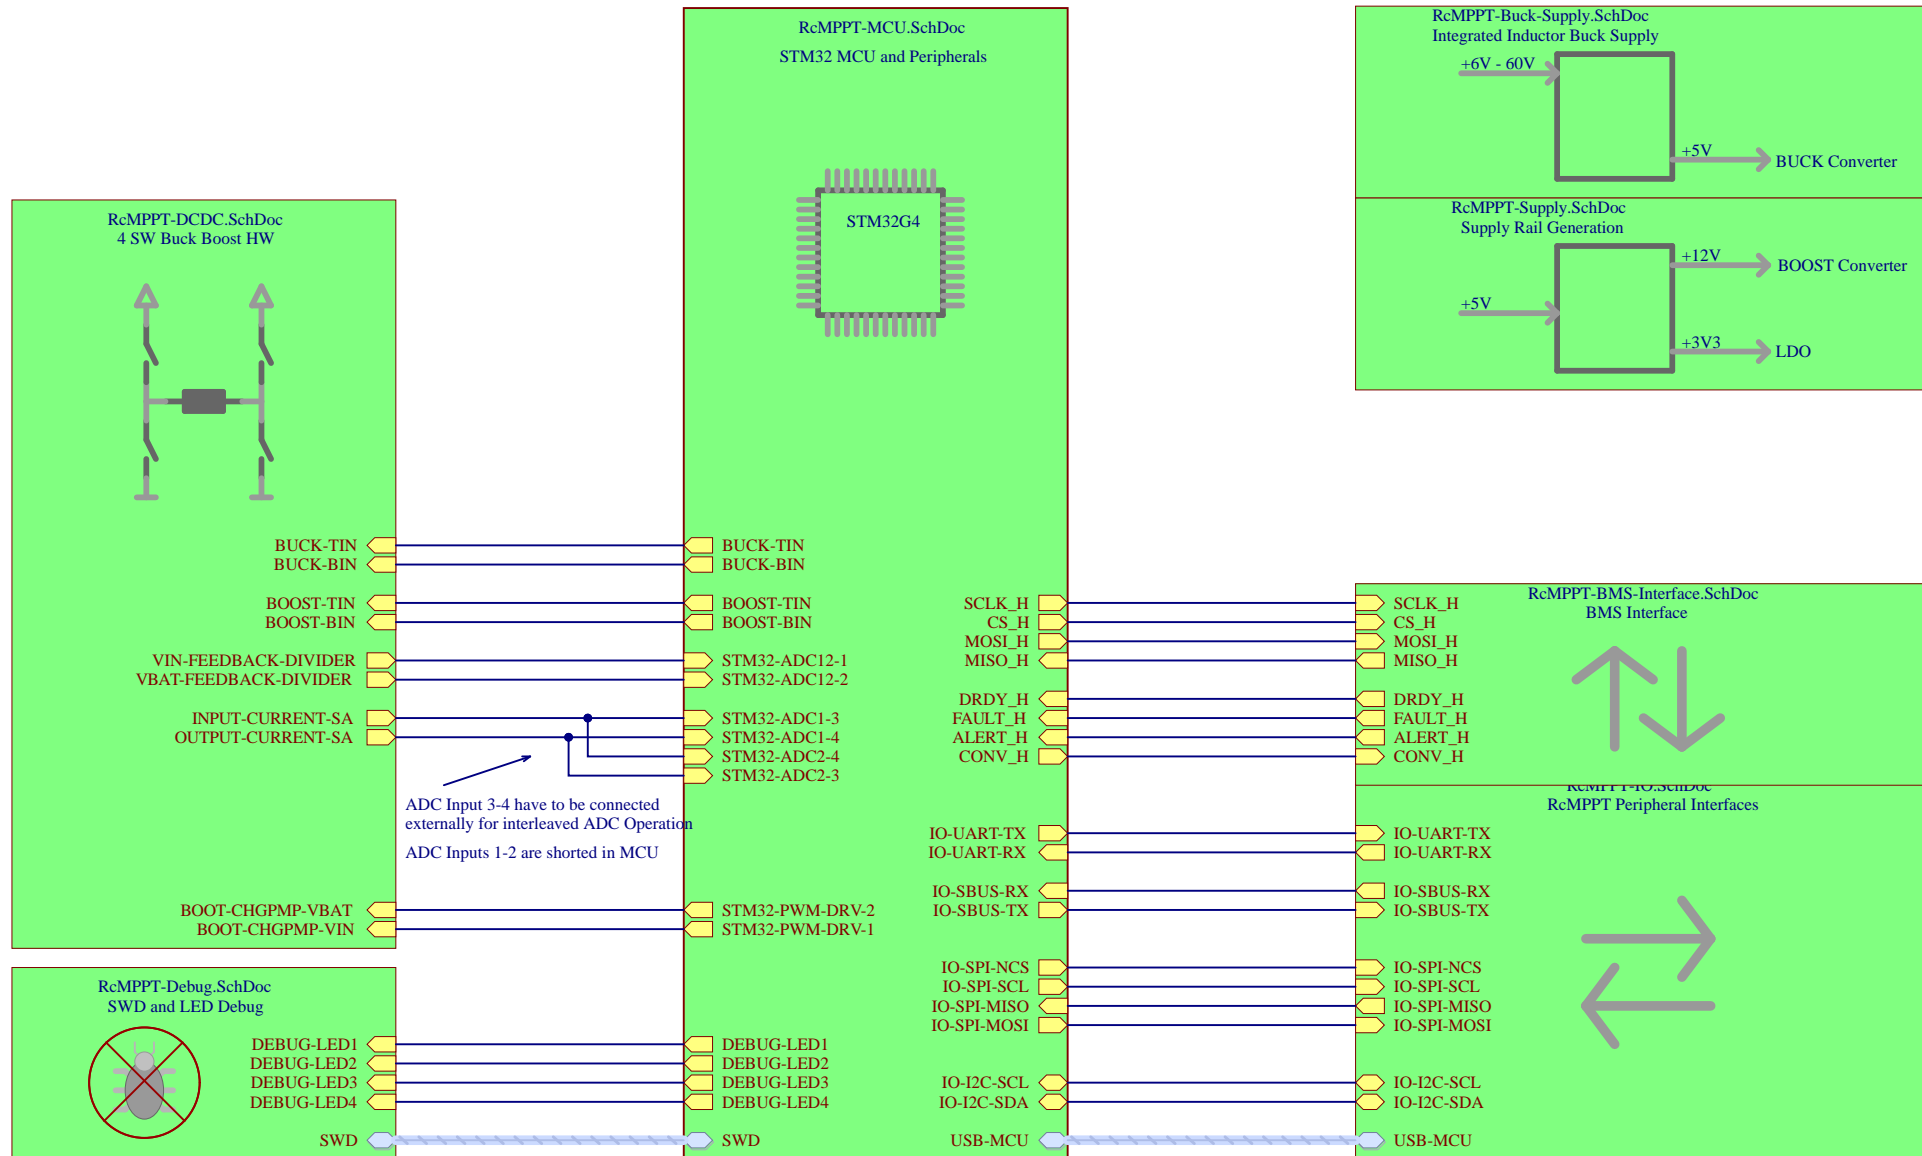 RcMPPT-MCU.SchDoc
STM32 MCU and Peripherals
STM32G4
RcMPPT-Buck-Supply.SchDoc
Integrated Inductor Buck Supply
+6V - 60V
+5V
BUCK Converter
RcMPPT-Supply.SchDoc
Supply Rail Generation
+12V
BOOST Converter
+5V
+3V3
LDO
RcMPPT-DCDC.SchDoc
4 SW Buck Boost HW
BUCK-TIN
BUCK-BIN
BOOST-TIN
BOOST-BIN
VIN-FEEDBACK-DIVIDER
VBAT-FEEDBACK-DIVIDER
INPUT-CURRENT-SA
OUTPUT-CURRENT-SA
BOOT-CHGPMP-VBAT
BOOT-CHGPMP-VIN
BUCK-TIN
BUCK-BIN
BOOST-TIN
BOOST-BIN
STM32-ADC12-1
STM32-ADC12-2
STM32-ADC1-3
STM32-ADC1-4
STM32-ADC2-4
STM32-ADC2-3
ADC Input 3-4 have to be connected
externally for interleaved ADC Operation
ADC Inputs 1-2 are shorted in MCU
STM32-PWM-DRV-2
STM32-PWM-DRV-1
RcMPPT-Debug.SchDoc
SWD and LED Debug
DEBUG-LED1
DEBUG-LED2
DEBUG-LED3
DEBUG-LED4
SWD
DEBUG-LED1
DEBUG-LED2
DEBUG-LED3
DEBUG-LED4
SWD
SCLK_H
CS_H
MOSI_H
MISO_H
DRDY_H
FAULT_H
ALERT_H
CONV_H
IO-UART-TX
IO-UART-RX
IO-SBUS-RX
IO-SBUS-TX
IO-SPI-NCS
IO-SPI-SCL
IO-SPI-MISO
IO-SPI-MOSI
IO-I2C-SCL
IO-I2C-SDA
USB-MCU
RcMPPT-BMS-Interface.SchDoc
BMS Interface
SCLK_H
CS_H
MOSI_H
MISO_H
DRDY_H
FAULT_H
ALERT_H
CONV_H
RcMPPT-IO.SchDoc
RcMPPT Peripheral Interfaces
IO-UART-TX
IO-UART-RX
IO-SBUS-RX
IO-SBUS-TX
IO-SPI-NCS
IO-SPI-SCL
IO-SPI-MISO
IO-SPI-MOSI
IO-I2C-SCL
IO-I2C-SDA
USB-MCU